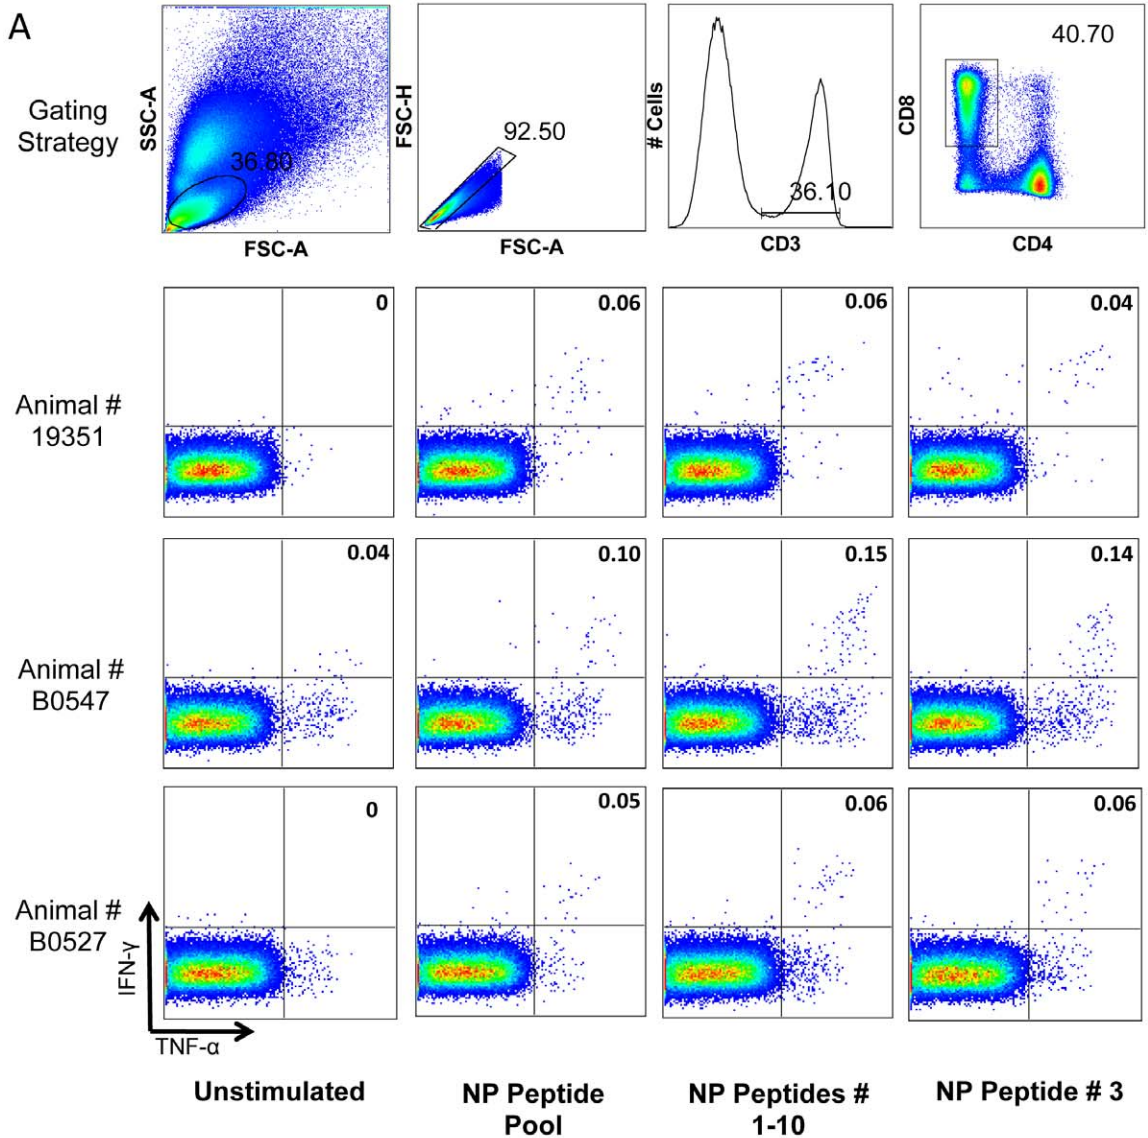 A
Gating
Strategy
SSC-A
36.80
FSC-A
FSC-H
92.50
FSC-A
# Cells
36.10
CD3
CD8
40.70
CD4
Animal #
19351
0
0.06
0.06
0.04
Animal #
B0547
0.04
0.10
0.15
0.14
Animal #
B0527
0
0.05
0.06
0.06
IFN-γ
TNF-α
Unstimulated
NP Peptide
Pool
NP Peptides #
1-10
NP Peptide # 3